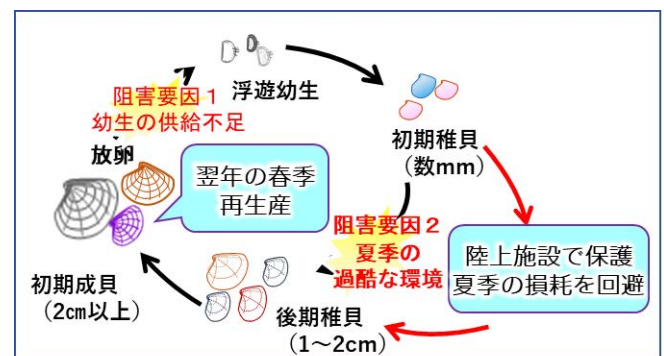 浮遊幼生
阻害要因1
幼生の供給不足
放卵
翌年の春季
再生産
初期稚貝
（数mm）
阻害要因2
夏季の
過酷な環境
陸上施設で保護
夏季の損耗を回避
初期成貝
（2㎝以上）
後期稚貝
（1～2cm）